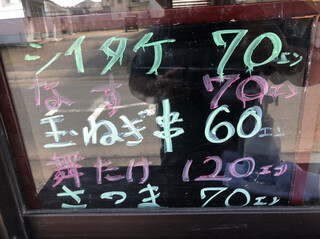 シイタケ 70エン
なす 70エン
玉ねぎ串 60エン
舞たけ 120エン
さつま 70エン